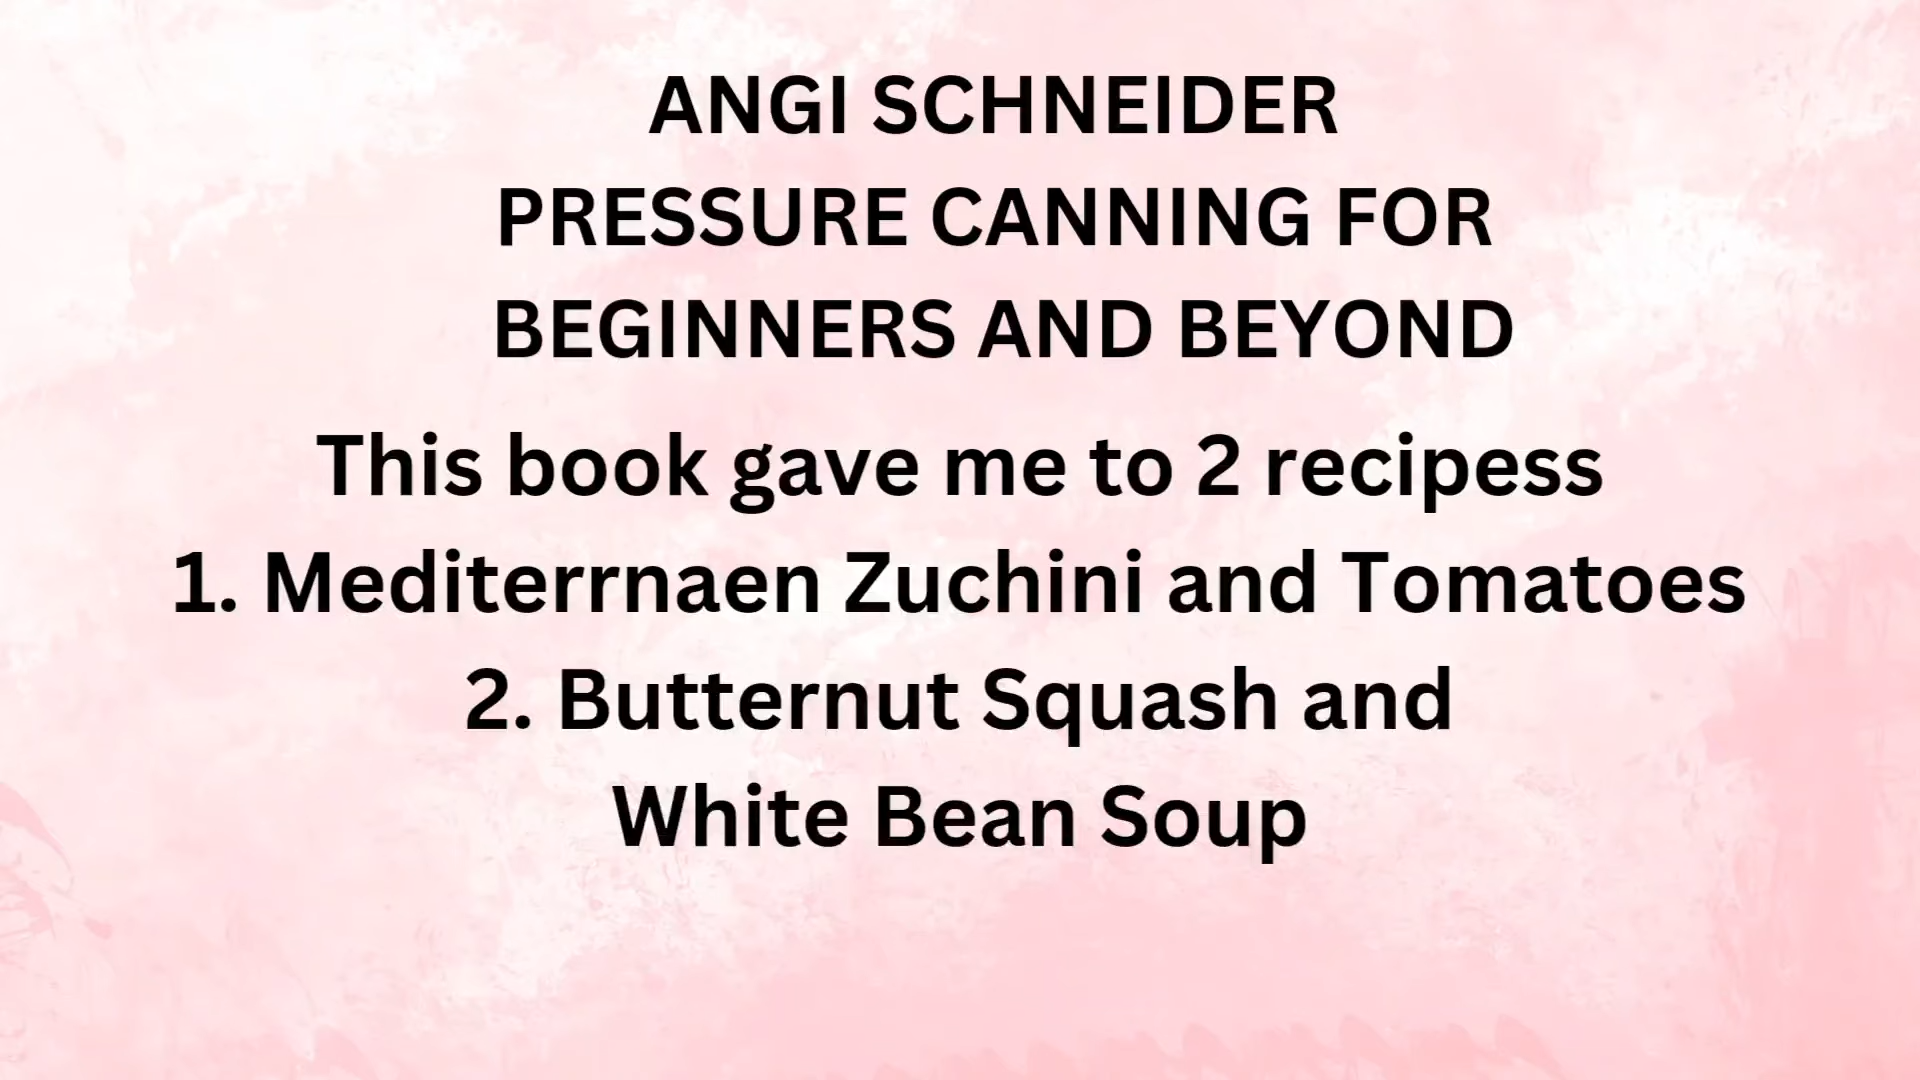 ANGI SCHNEIDER
PRESSURE CANNING FOR
BEGINNERS AND BEYOND
This book gave me to 2 recipess
1. Mediterrnaen Zuchini and Tomatoes
2. Butternut Squash and
White Bean Soup